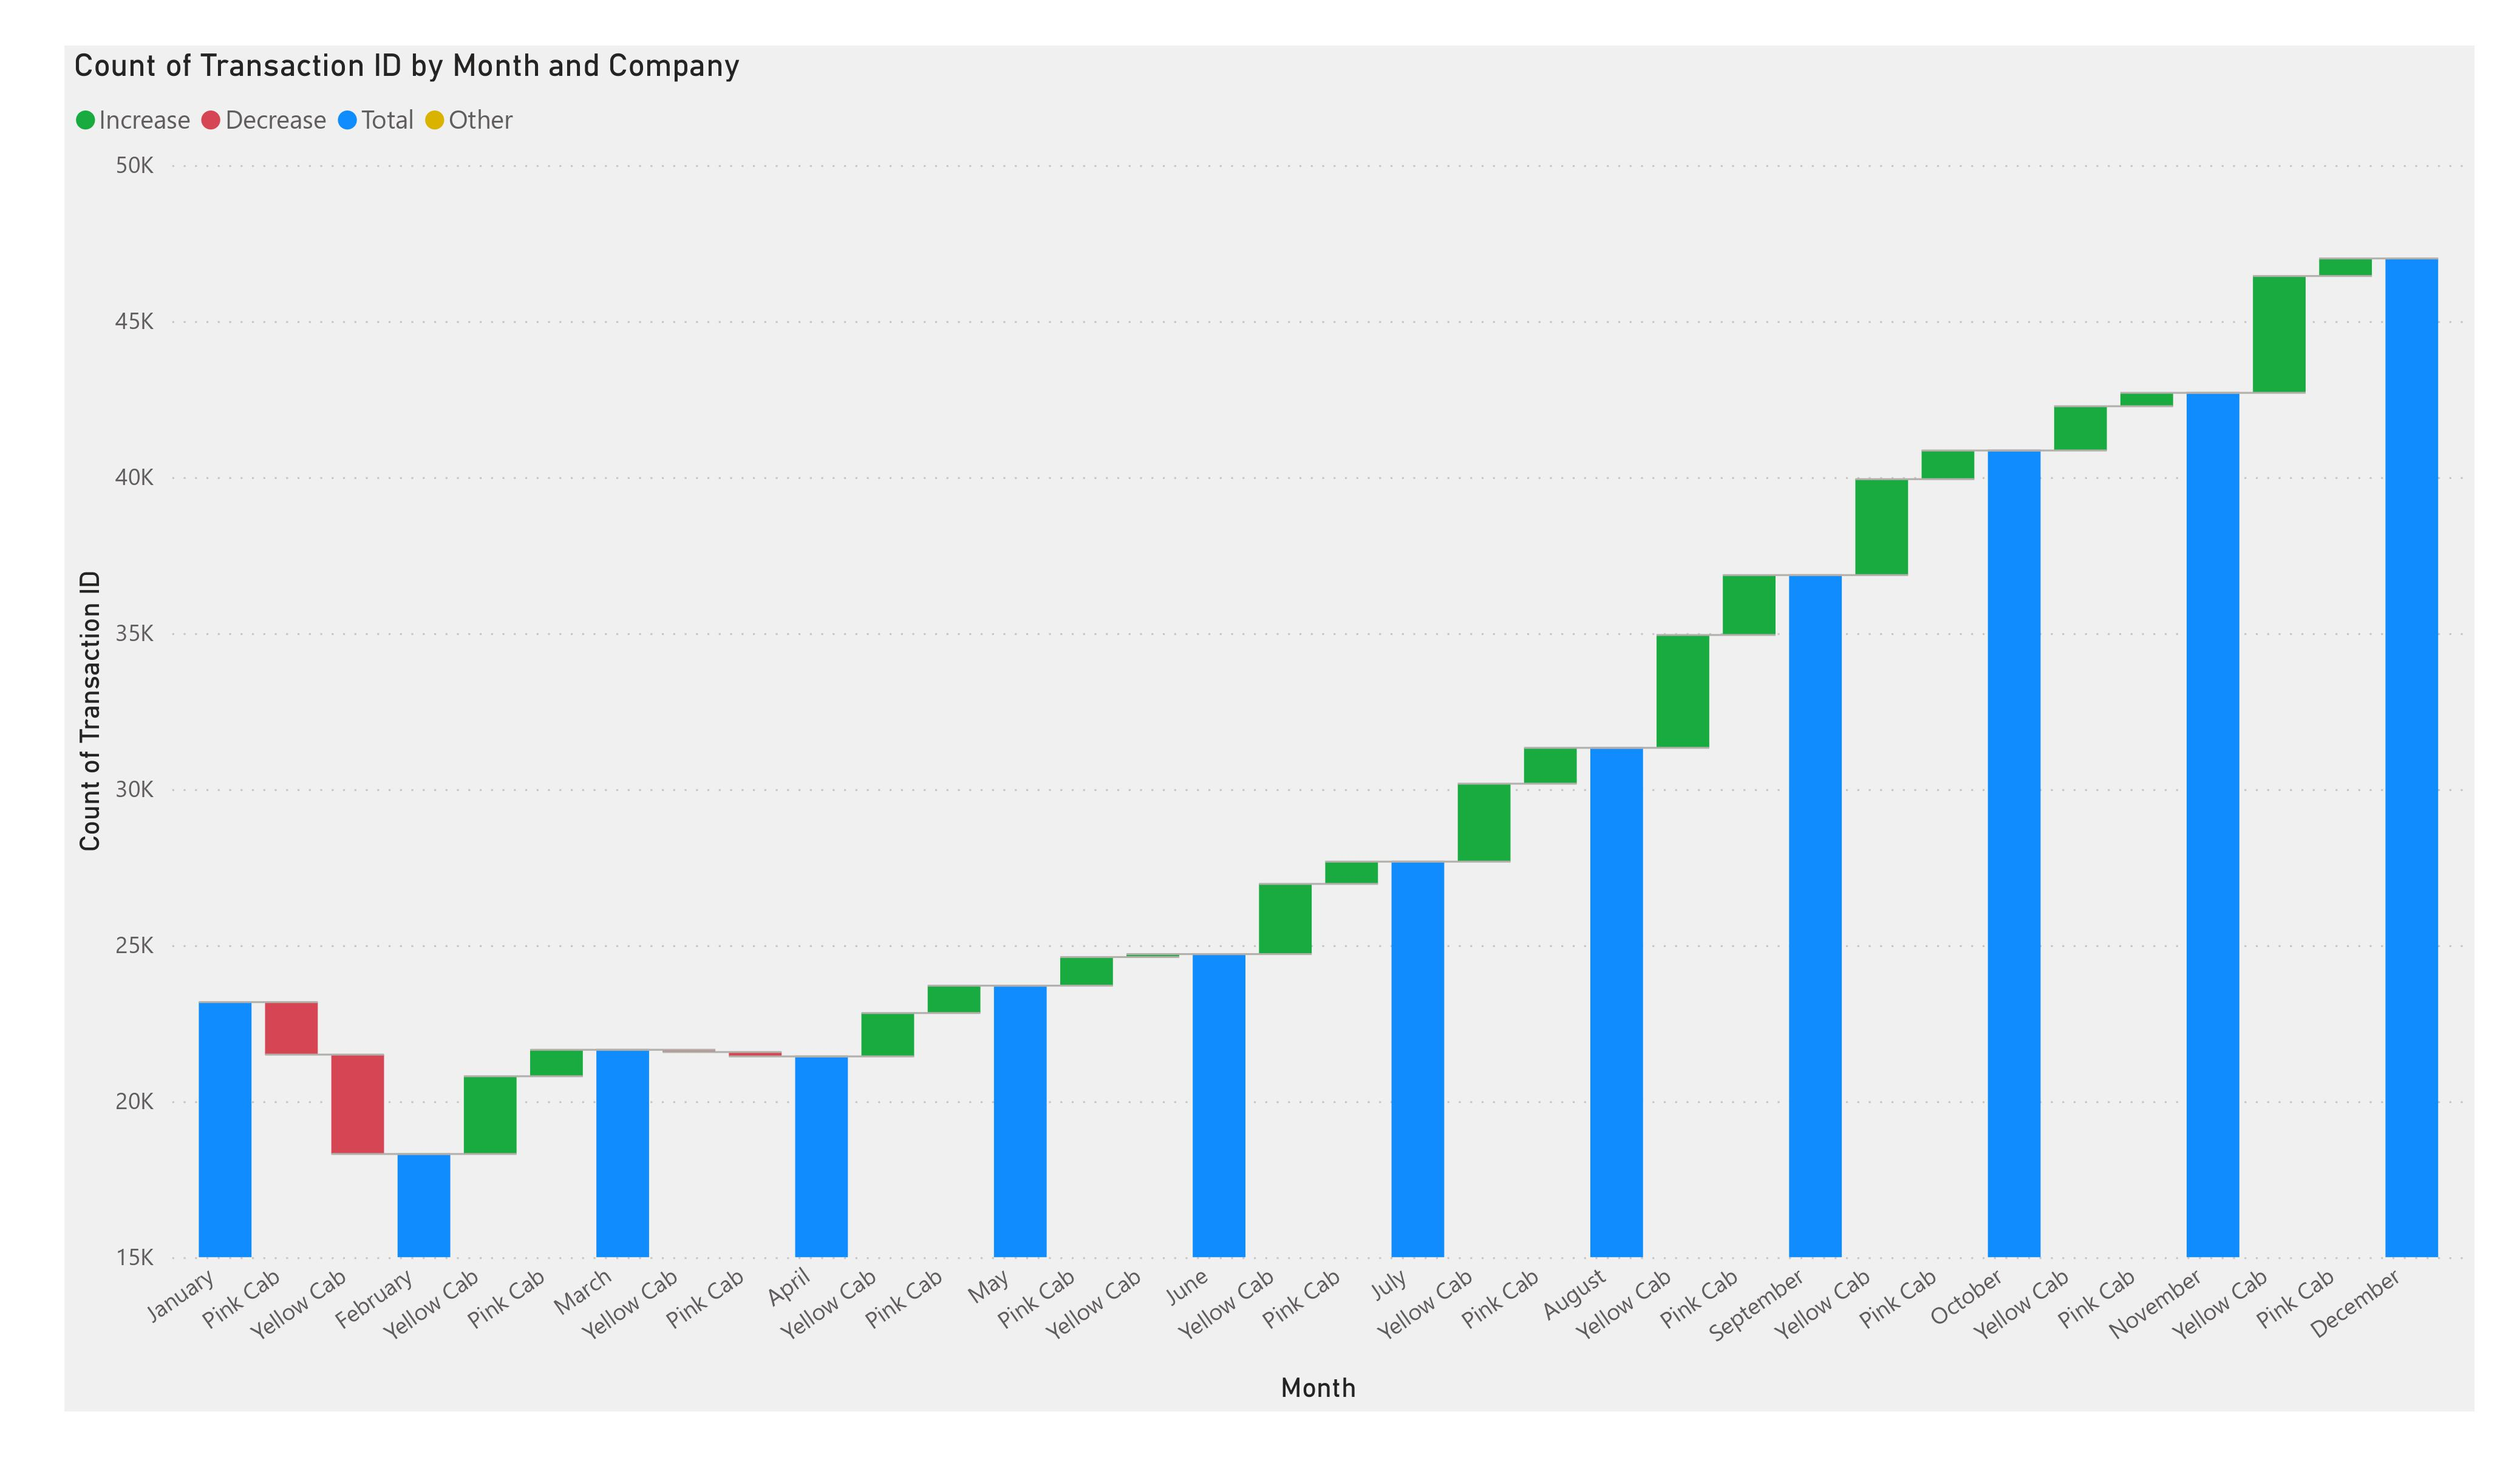 Count of Transaction ID by Month and Company
Increase Decrease Total Other
50K
45K
40K
35K
30K
25K
20K
15K
Count of Transaction ID
January
Pink Cab
Yellow Cab
February
Yellow Cab
Pink Cab
March
Yellow Cab
Pink Cab
April
Yellow Cab
Pink Cab
May
Pink Cab
Yellow Cab
June
Yellow Cab
Pink Cab
July
Yellow Cab
Pink Cab
August
Yellow Cab
Pink Cab
September
Yellow Cab
Pink Cab
October
Yellow Cab
Pink Cab
November
Yellow Cab
Pink Cab
December
Month